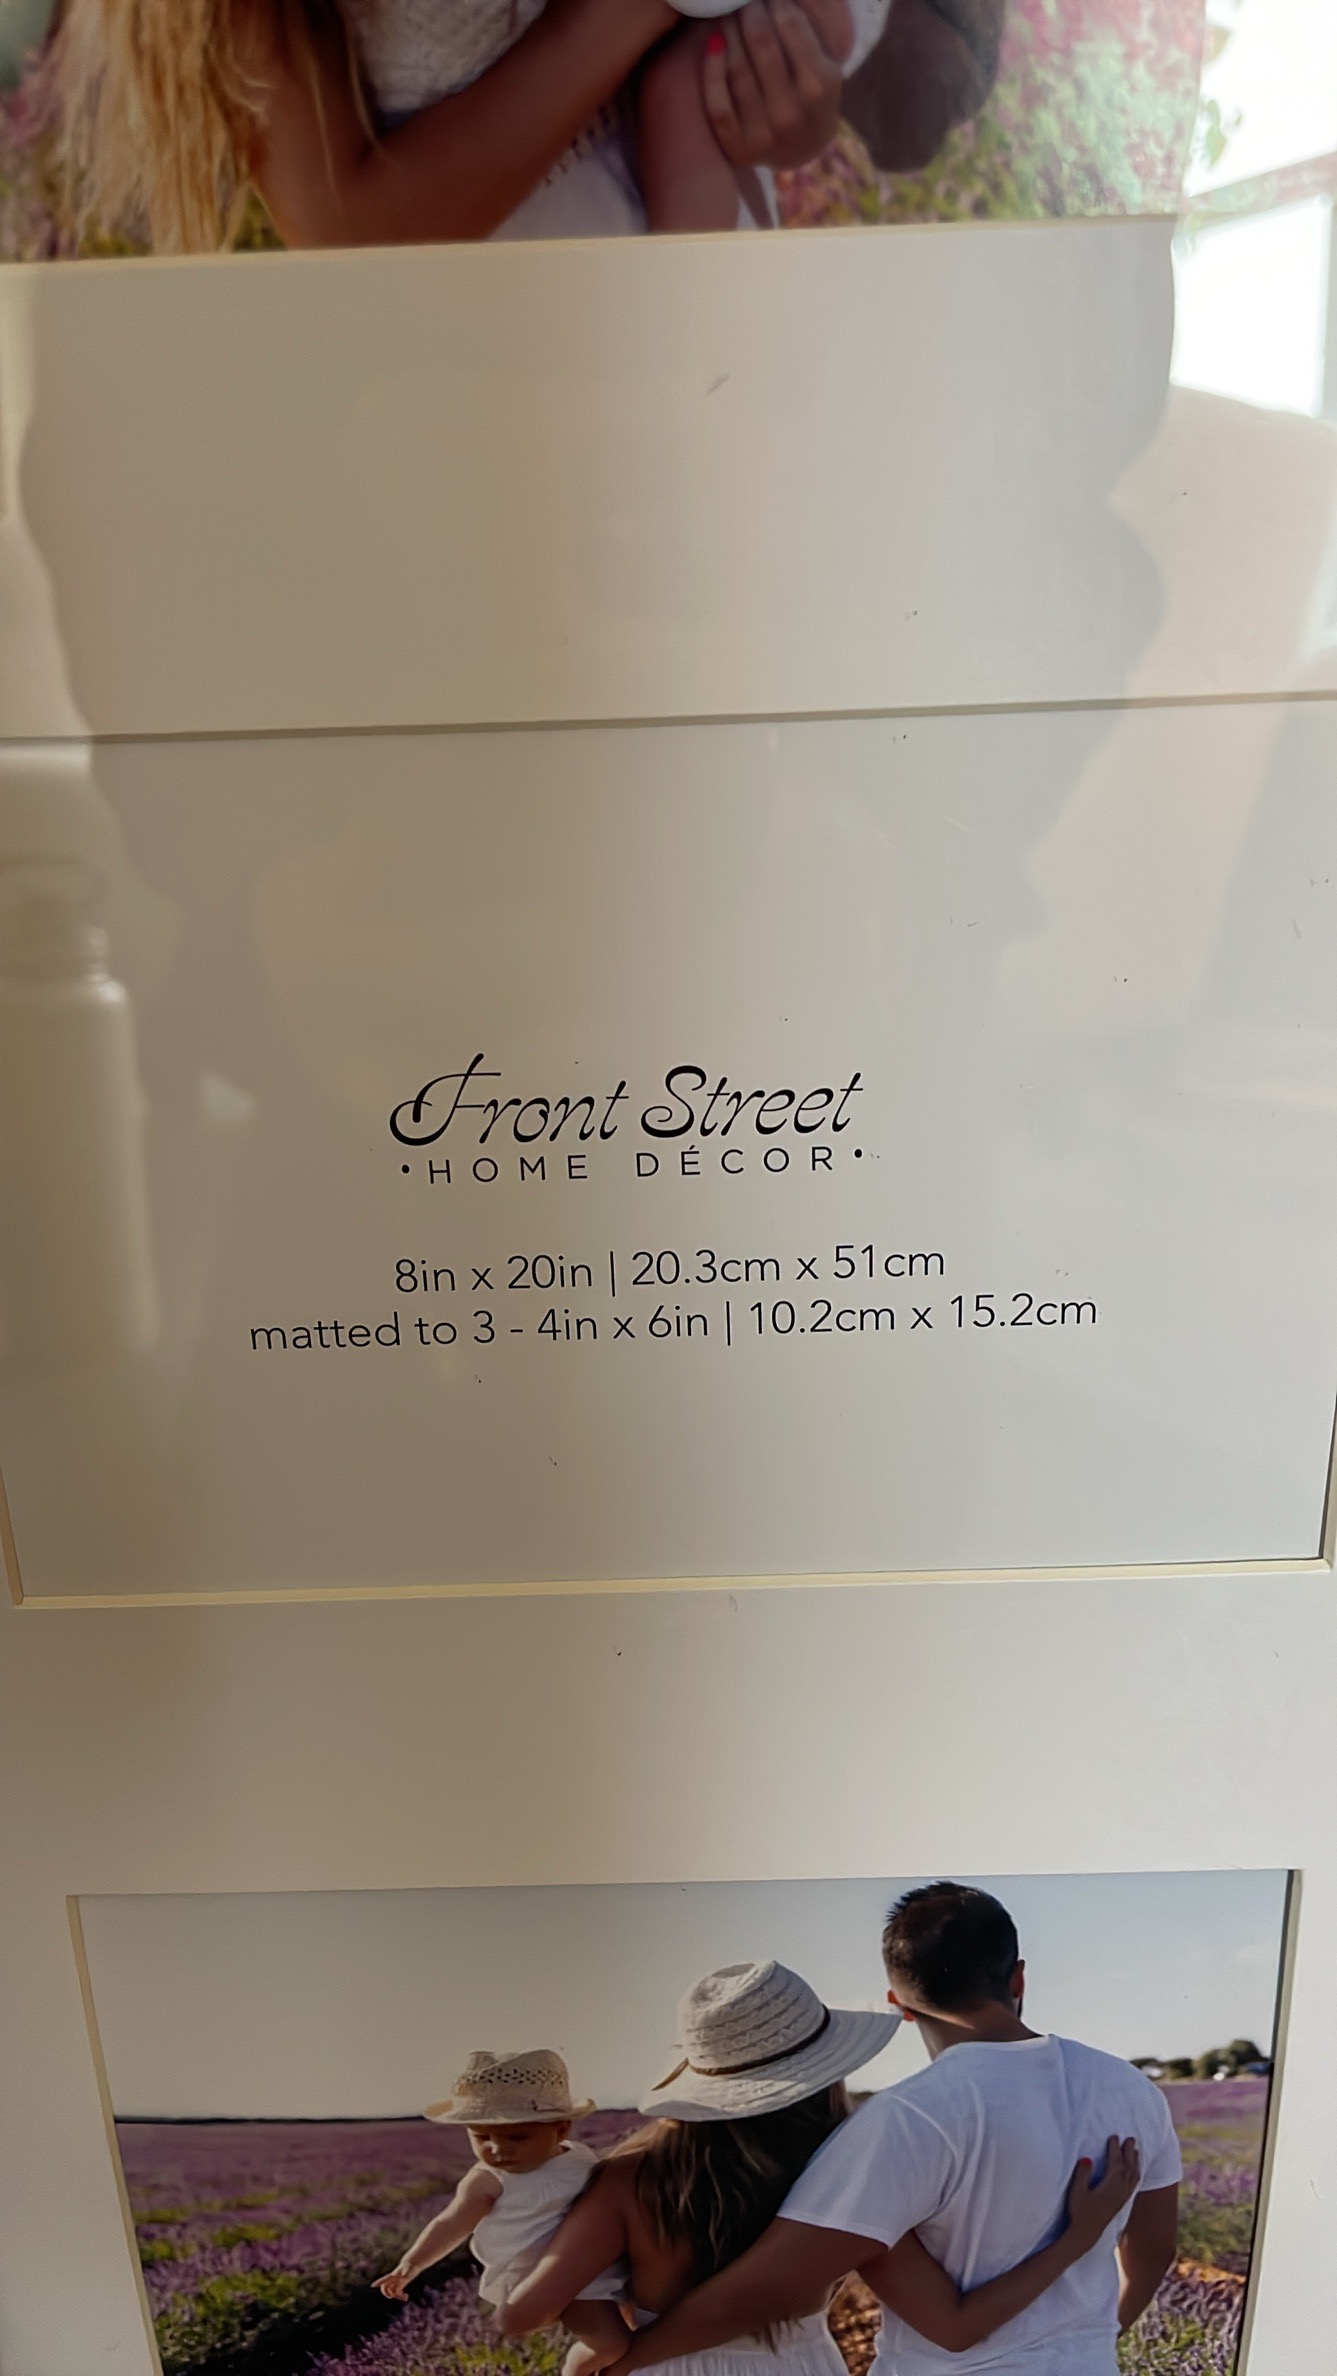 Front Street
•HOME DÉCOR•
8in x 20in | 20.3cm x 51cm
matted to 3 - 4in x 6in | 10.2cm x 15.2cm